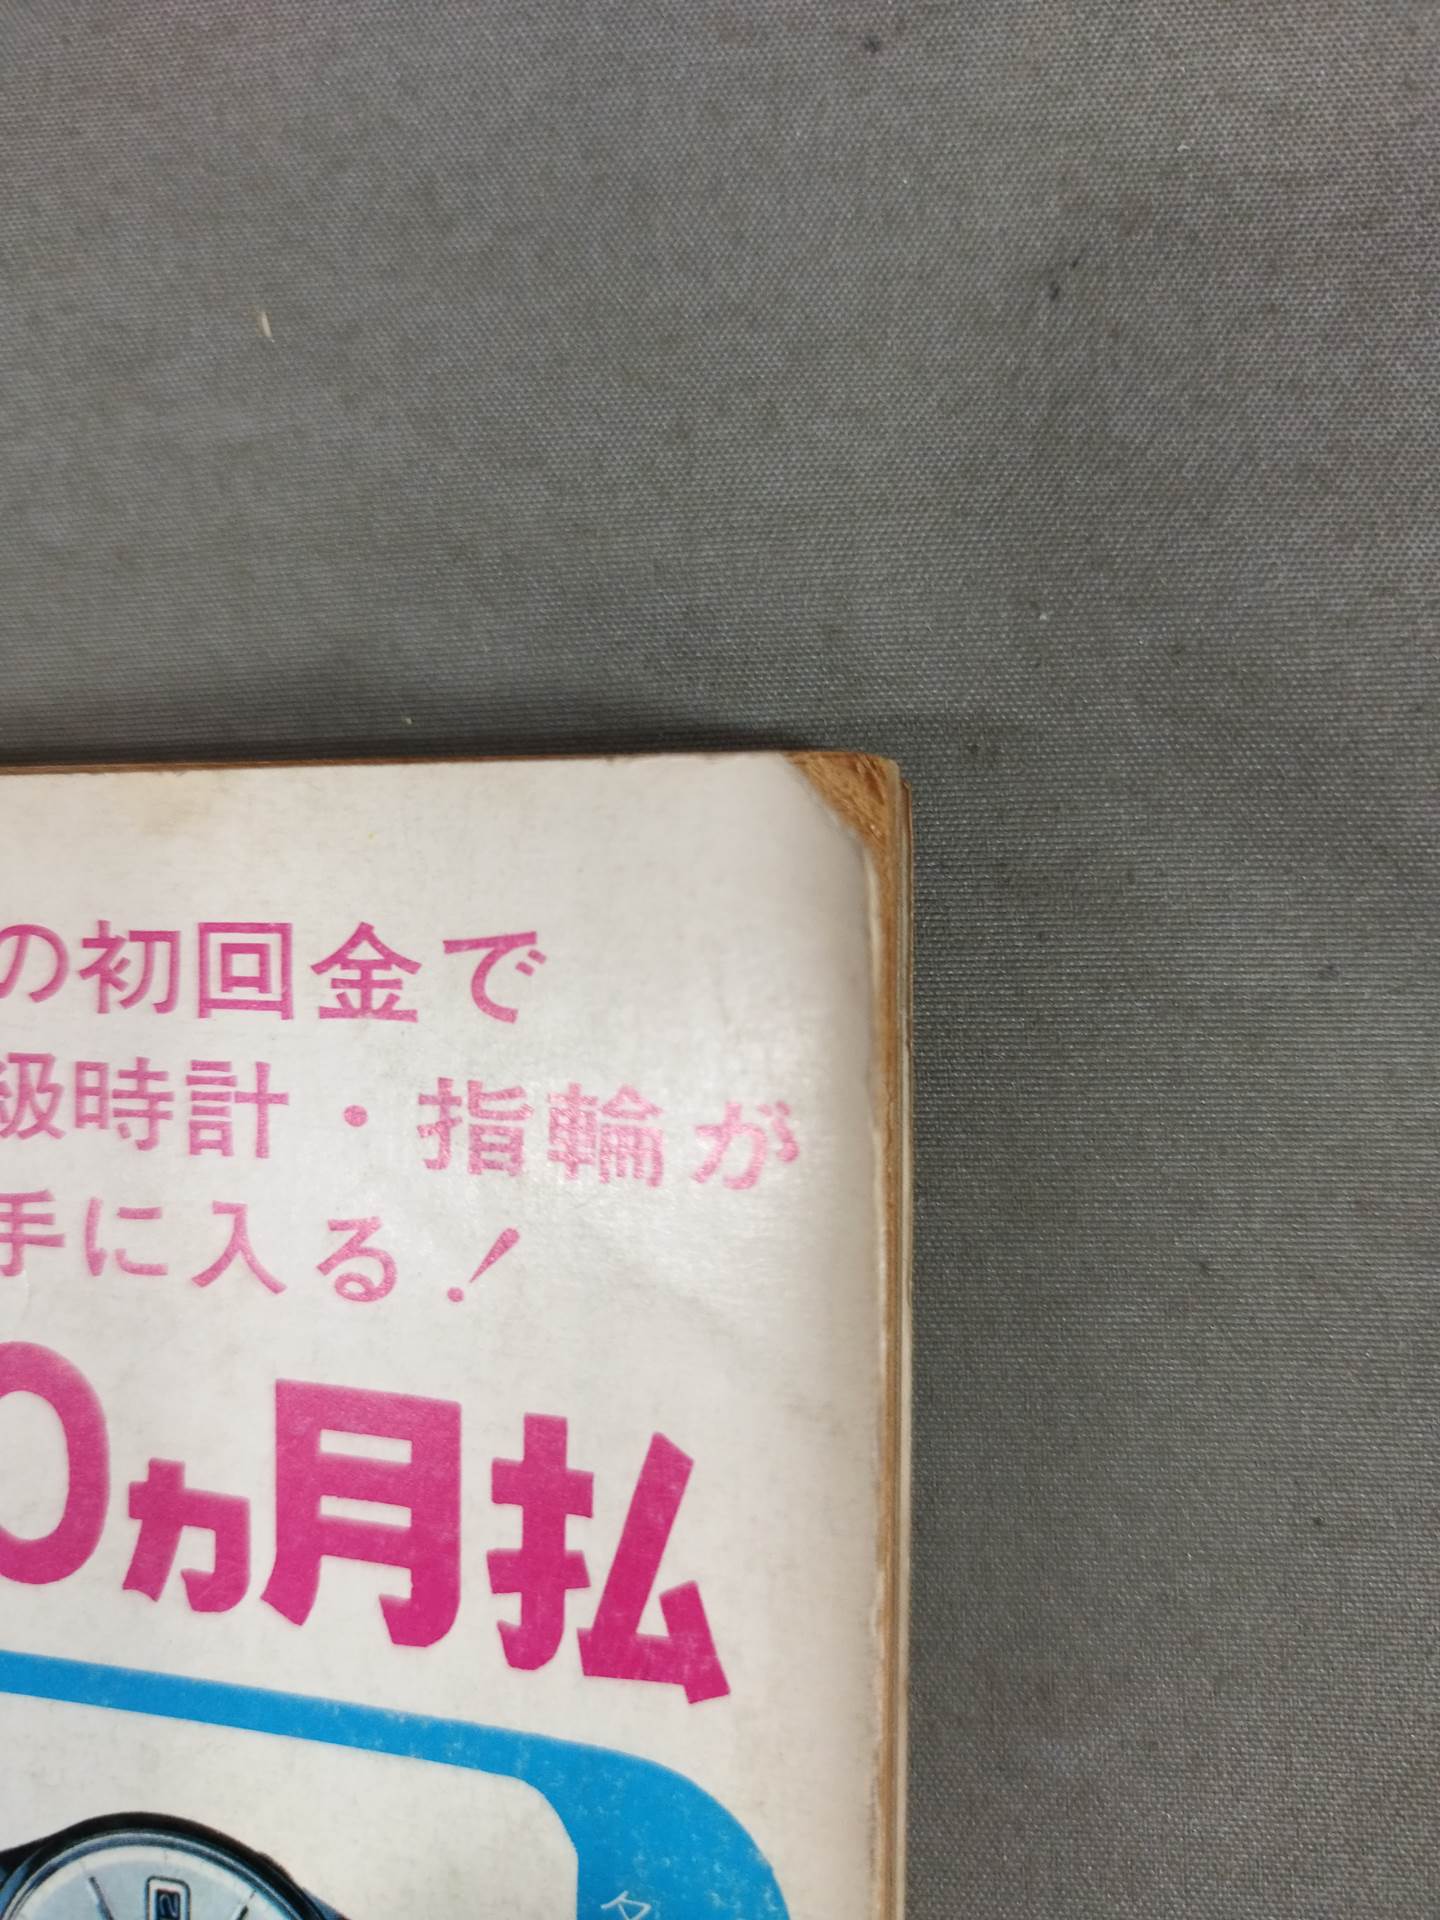 の初回金で
級時計・指輪が
手に入る!
0ヵ月払